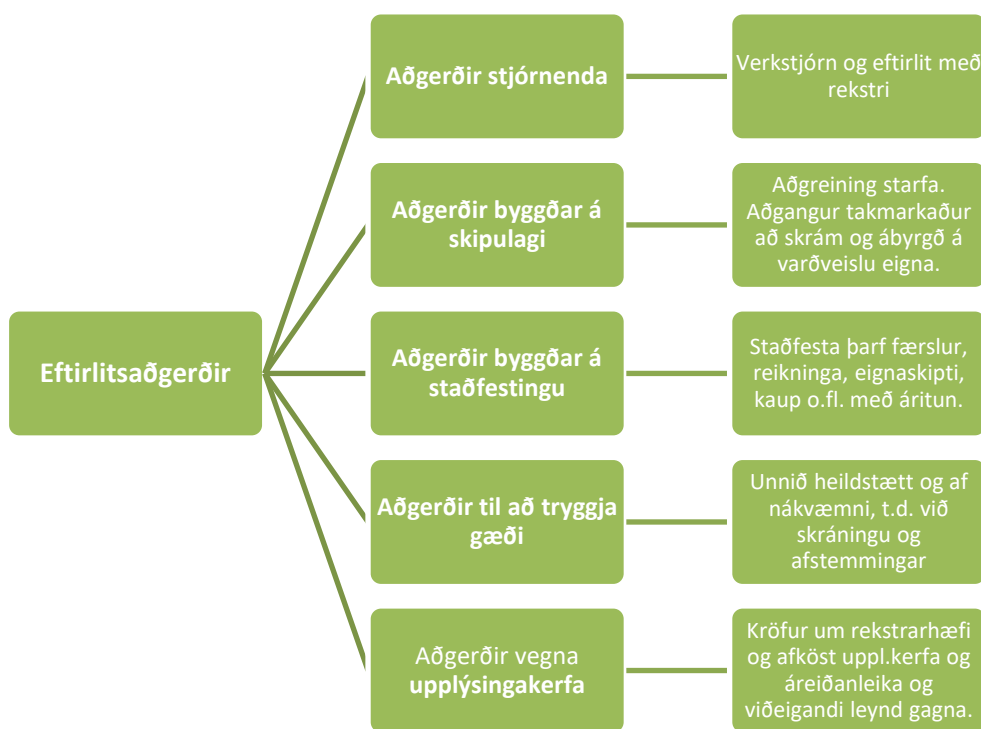 Eftirlitsaðgerðir
Aðgerðir stjórnenda
Verkstjórn og eftirlit með
rekstri
Aðgerðir byggðar á
skipulagi
Aðgreining starfa.
Aðgangur takmarkaður
að skrám og ábyrgð á
varðveislu eigna.
Aðgerðir byggðar á
staðfestingu
Staðfesta þarf færslur,
reikninga, eignaskipti,
kaup o.fl. með áritun.
Aðgerðir til að tryggja
gæði
Unnið heildstætt og af
nákvæmni, t.d. við
skráningu og
afstemmingar
Aðgerðir vegna
upplýsingakerfa
Kröfur um rekstrarhæfi
og afköst uppl.kerfa og
áreiðanleika og
viðeigandi leynd gagna.